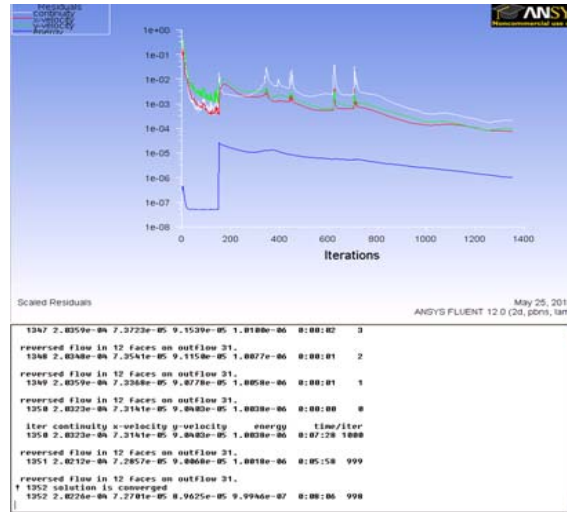 Residuals
continuity
x-velocity
y-velocity
energy
ANSY
Noncommercial use
1e+00
1e-01
1e-02
1e-03
1e-04
1e-05
1e-06
1e-07
1e-08
0 200 400 600 800 1000 1200 1400
Iterations
Scaled Residuals
May 25, 201
ANSYS FLUENT 12.0 (2d, pbns, lam
1347 2.0359e-04 7.3723e-05 9.1539e-05 1.0100e-06 0:00:02 3
reversed flow in 12 faces on outflow 31.
1348 2.0348e-04 7.3541e-05 9.1150e-05 1.0077e-06 0:00:01 2
reversed flow in 12 faces on outflow 31.
1349 2.0359e-04 7.3368e-05 9.0778e-05 1.0058e-06 0:00:01 1
reversed flow in 12 faces on outflow 31.
1350 2.0323e-04 7.3141e-05 9.0403e-05 1.0038e-06 0:00:00 0
iter continuity x-velocity y-velocity energy time/iter
1350 2.0323e-04 7.3141e-05 9.0403e-05 1.0038e-06 0:07:28 1000
reversed flow in 12 faces on outflow 31.
1351 2.0212e-04 7.2857e-05 9.0068e-05 1.0018e-06 0:05:58 999
reversed flow in 12 faces on outflow 31.
! 1352 solution is converged
1352 2.0226e-04 7.2701e-05 8.9625e-05 9.9946e-07 0:08:06 998